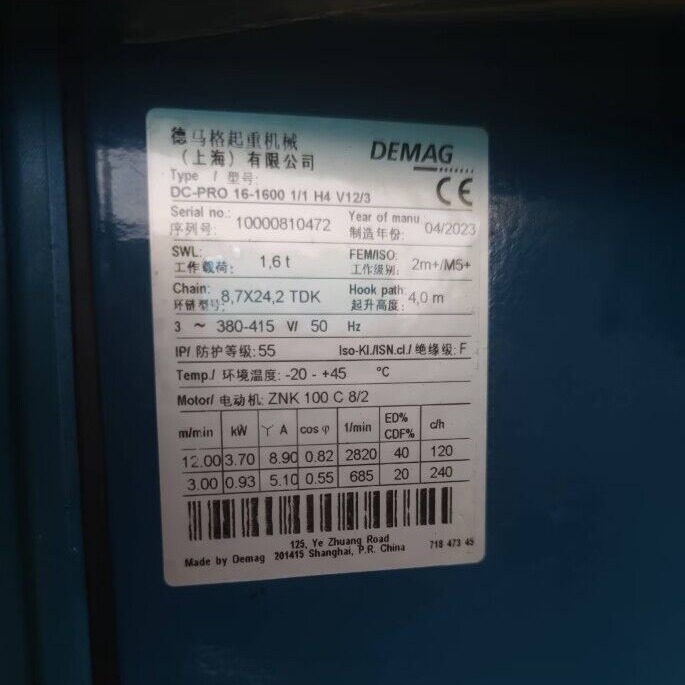 德马格起重机械
(上海)有限公司
DEMAG
Type / 型号:
DC-PRO 16-1600 1/1 H4 V12/3
CE
Serial no.: 序列号: 10000810472
Year of manu. 制造年份: 04/2023
SWL: 工作载荷: 1,6 t
FEM/ISO: 工作级别: 2m+/M5+
Chain: 环链型号: 8,7X24,2 TDK
Hook path: 起升高度: 4,0 m
3 ~ 380-415 V/ 50 Hz
IP/ 防护等级: 55 Iso-Kl./ISN.cl./ 绝缘级: F
Temp./ 环境温度: -20 - +45 °C
Motor/ 电动机: ZNK 100 C 8/2
m/min kW Y A cos φ 1/min ED% CDF% c/h
12.00 3.70 8.90 0.82 2820 40 120
3.00 0.93 5.10 0.55 685 20 240
125, Ye Zhuang Road
Made by Demag 201415 Shanghai, P.R. China 718 473 45